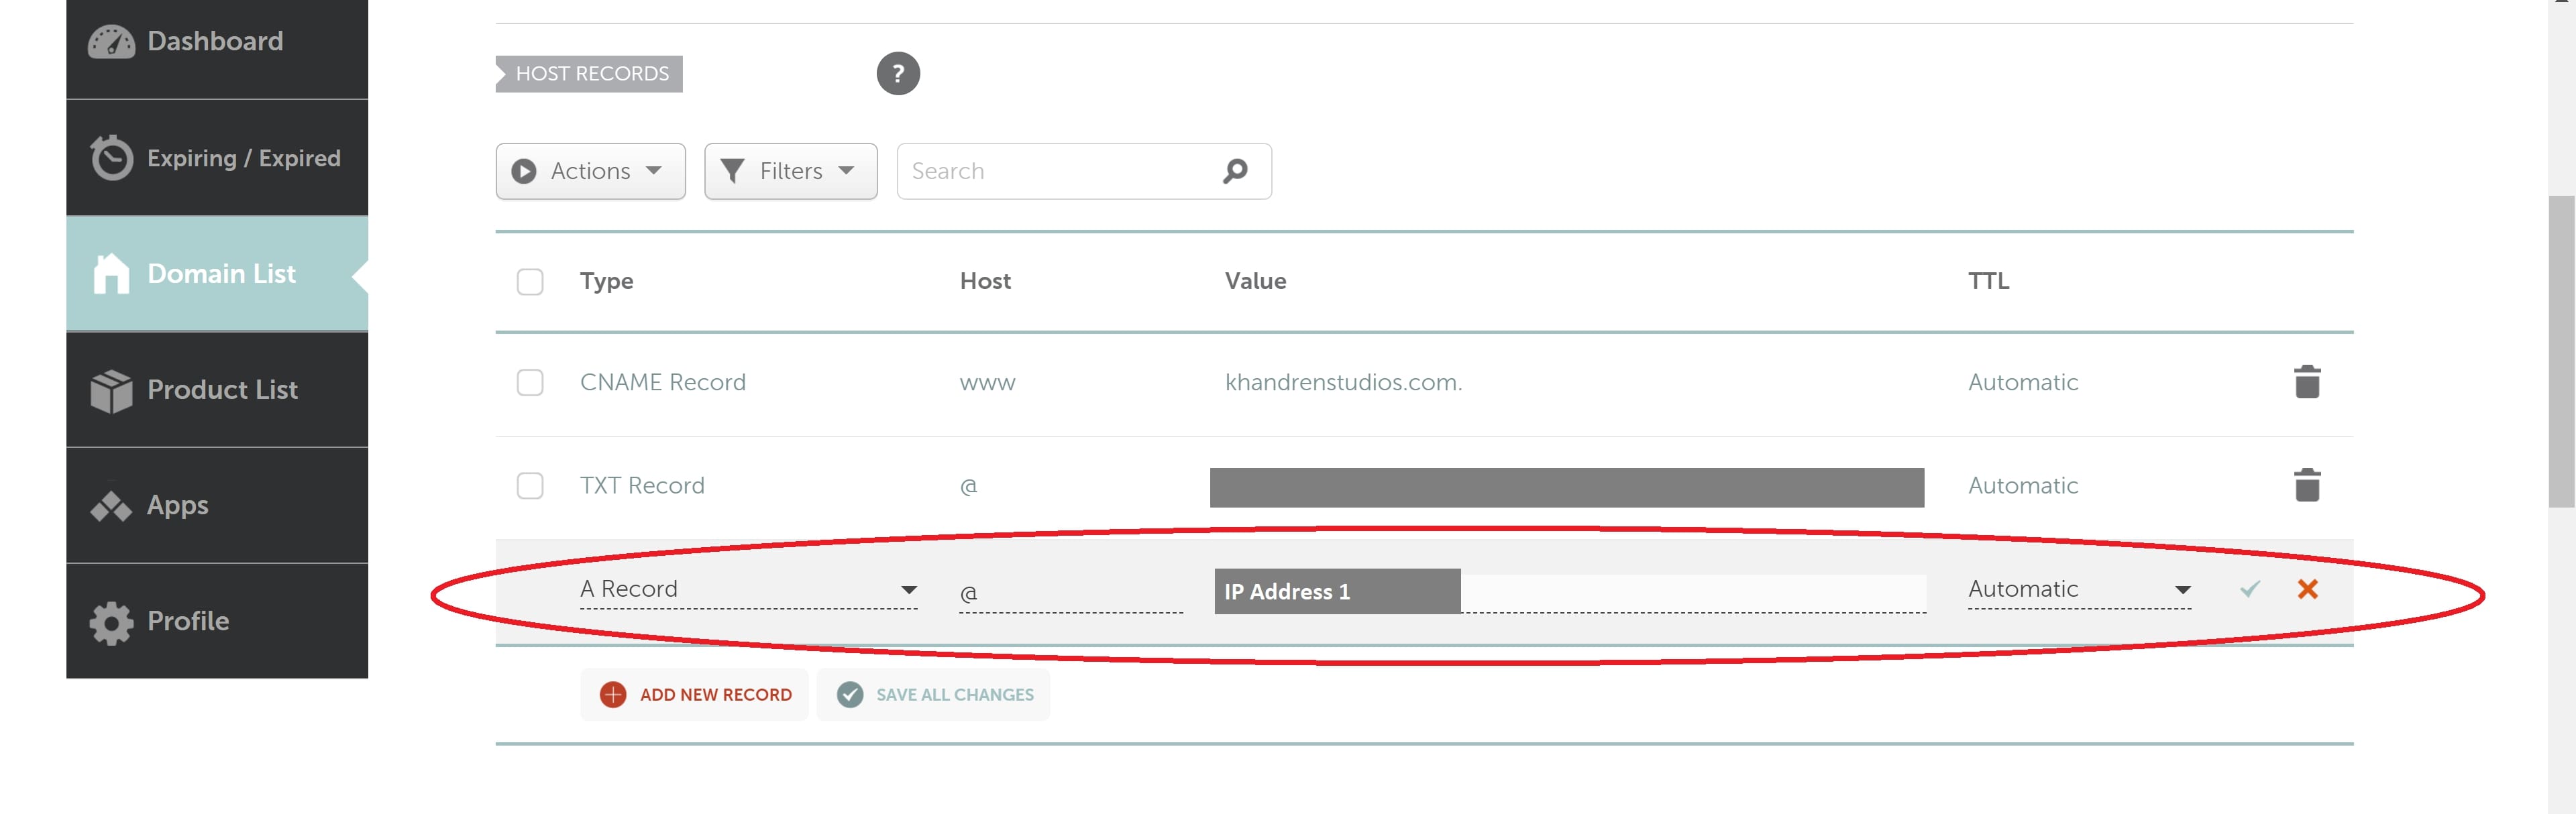 Dashboard
Expiring / Expired
Domain List
Product List
Apps
Profile
HOST RECORDS ?
Actions Filters Search
Type Host Value TTL
CNAME Record www khandrenstudios.com. Automatic
TXT Record @ Automatic
A Record @ IP Address 1 Automatic
ADD NEW RECORD SAVE ALL CHANGES